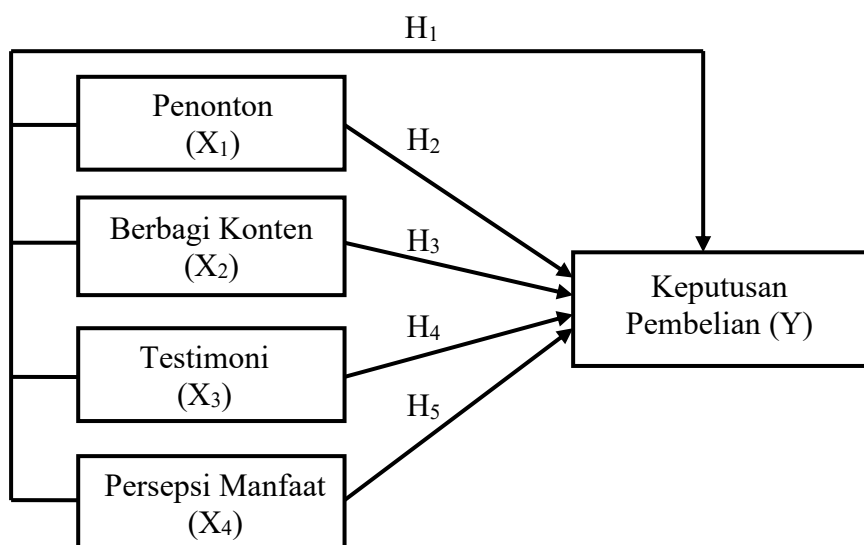 H₁
Penonton
(X₁)
H₂
Berbagi Konten
(X₂)
H₃
Keputusan
Pembelian (Y)
Testimoni
(X₃)
H₄
Persepsi Manfaat
(X₄)
H₅